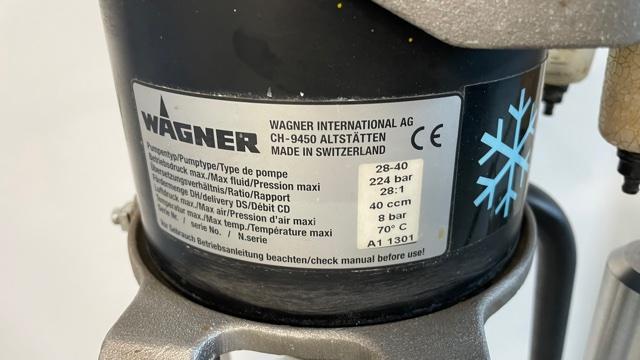 WAGNER
WAGNER INTERNATIONAL AG
CH-9450 ALTSTÄTTEN
MADE IN SWITZERLAND
CE
Pumpentyp/Pumptype/Type de pompe 28-40
Betriebsdruck max./Max fluid/Pression maxi 224 bar
Übersetzungsverhältnis/Ratio/Rapport 28:1
Fördermenge DH/delivery DS/Débit CD 40 ccm
Luftdruck max./Max air/Pression d'air maxi 8 bar
Temperatur max./Max temp./Température maxi 70° C
Serie Nr. / serie No. / N.serie A1 1301
Vor Gebrauch Betriebsanleitung beachten/check manual before use!